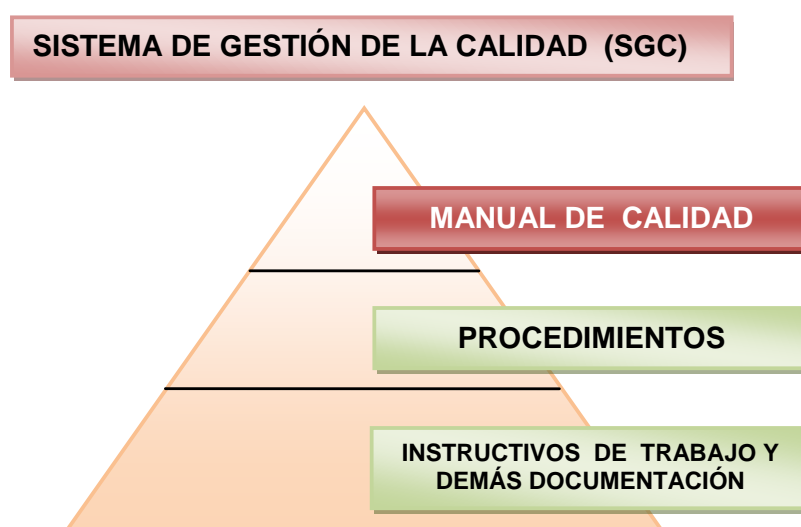 SISTEMA DE GESTIÓN DE LA CALIDAD (SGC)
MANUAL DE CALIDAD
PROCEDIMIENTOS
INSTRUCTIVOS DE TRABAJO Y
DEMÁS DOCUMENTACIÓN